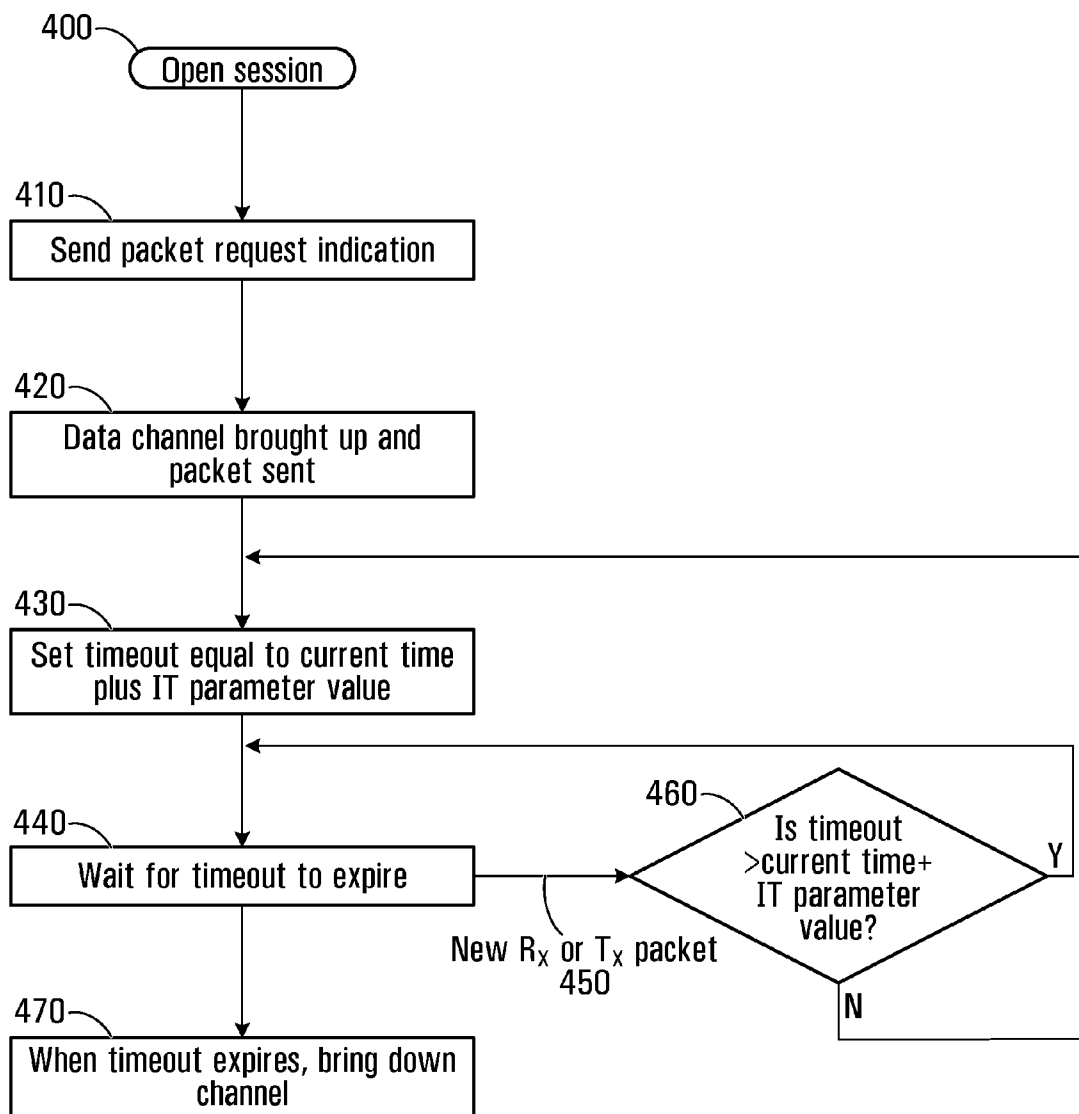 400
Open session
410
Send packet request indication
420
Data channel brought up and
packet sent
430
Set timeout equal to current time
plus IT parameter value
440
Wait for timeout to expire
New Rx or Tx packet
450
460
Is timeout
>current time+
IT parameter
value?
Y
N
470
When timeout expires, bring down
channel